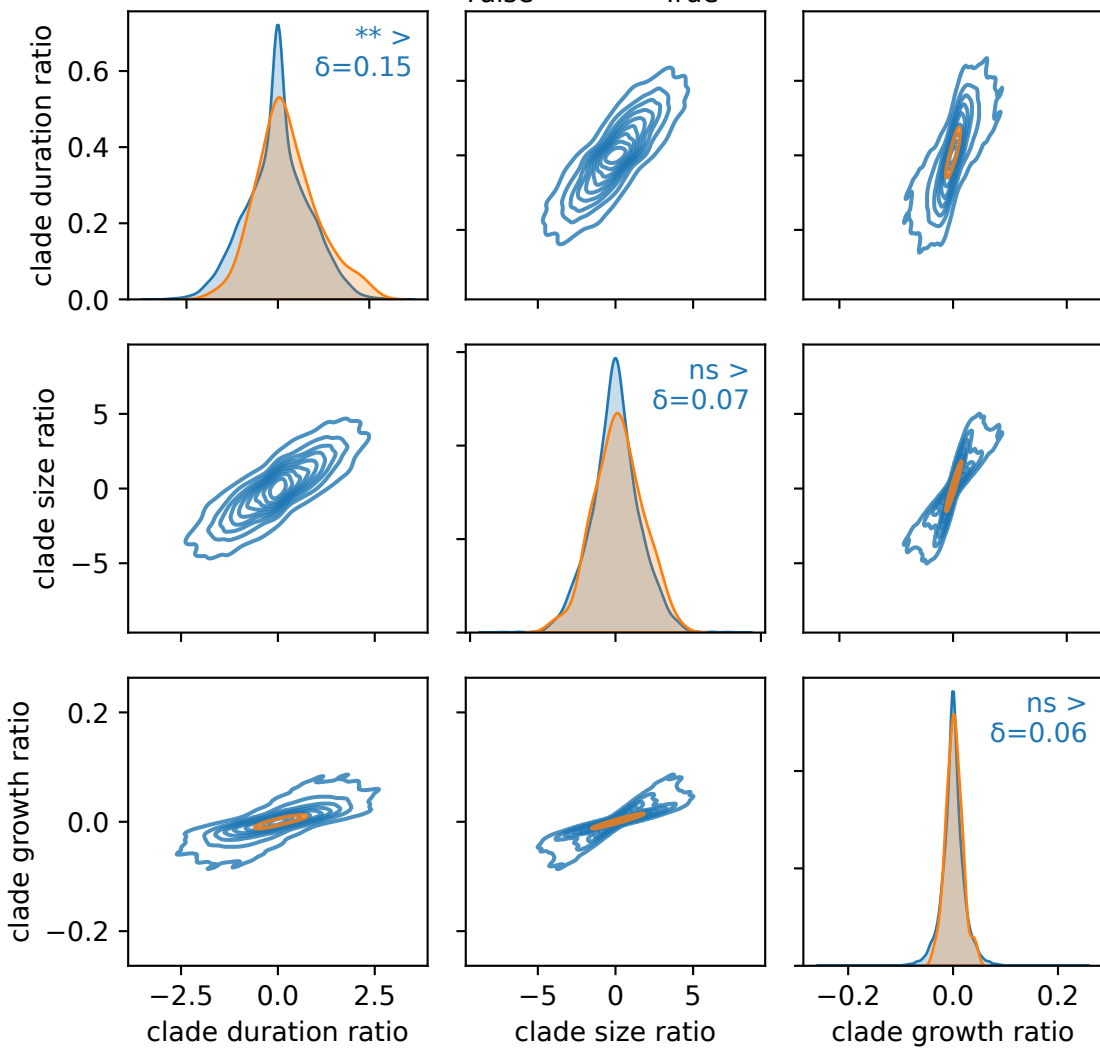 False True
clade duration ratio
0.6
0.4
0.2
0.0
** >
δ=0.15
clade size ratio
5
0
−5
ns >
δ=0.07
clade growth ratio
0.2
0.0
−0.2
ns >
δ=0.06
−2.5 0.0 2.5
clade duration ratio
−5 0 5
clade size ratio
−0.2 0.0 0.2
clade growth ratio